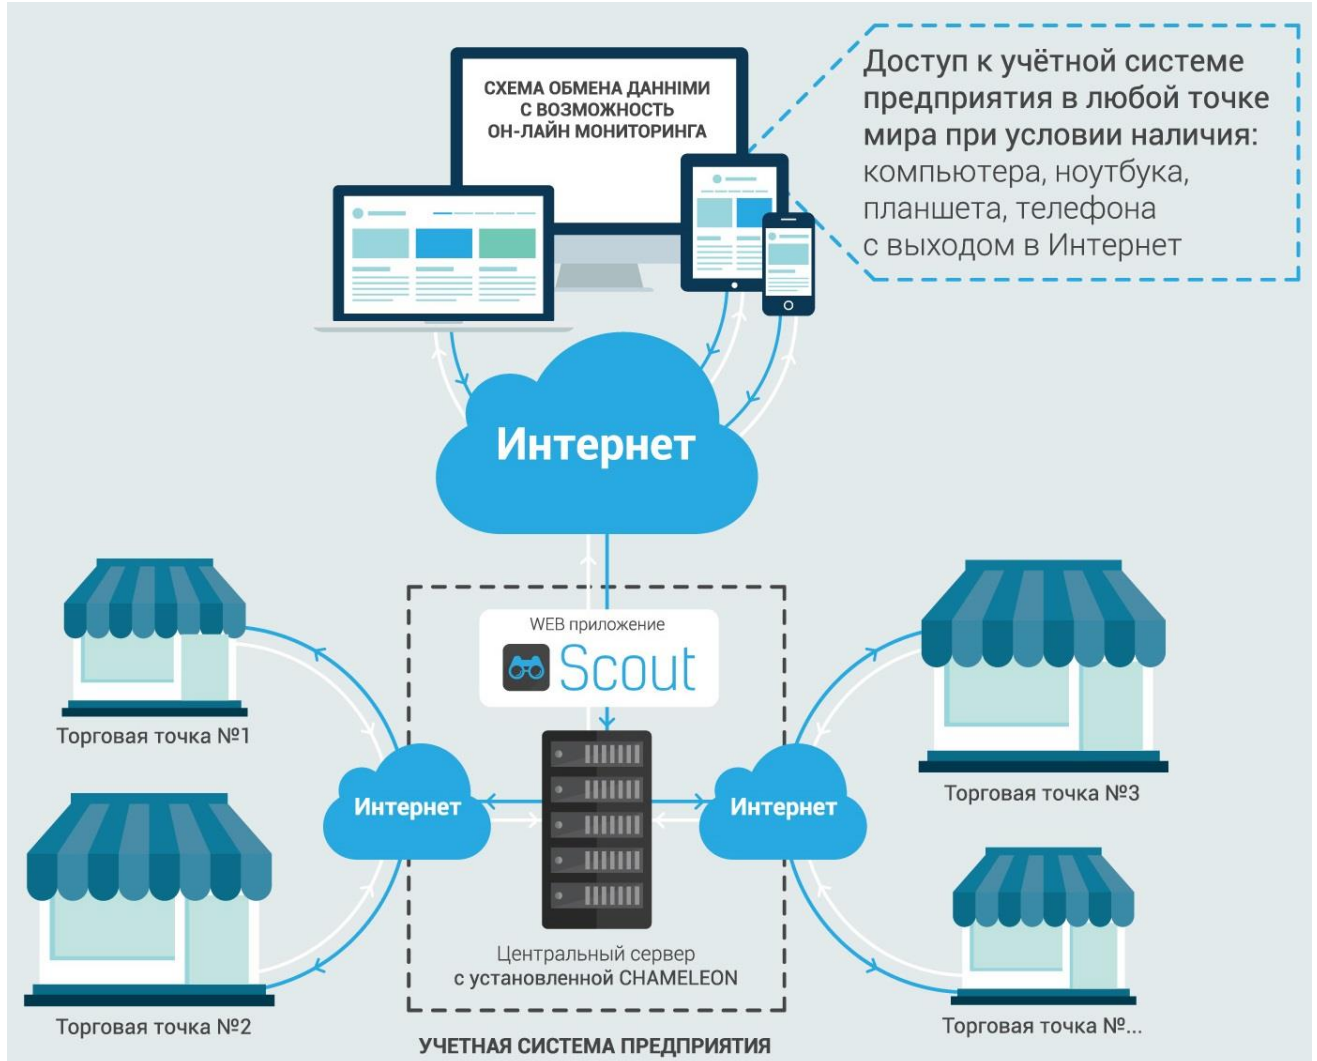 СХЕМА ОБМЕНА ДАННІМИ
С ВОЗМОЖНОСТЬ
ОН-ЛАЙН МОНИТОРИНГА
Доступ к учётной системе
предприятия в любой точке
мира при условии наличия:
компьютера, ноутбука,
планшета, телефона
с выходом в Интернет
Интернет
WEB приложение
Scout
Торговая точка №1
Интернет
Интернет
Торговая точка №3
Центральный сервер
с установленной CHAMELEON
Торговая точка №2
Торговая точка №...
УЧЕТНАЯ СИСТЕМА ПРЕДПРИЯТИЯ